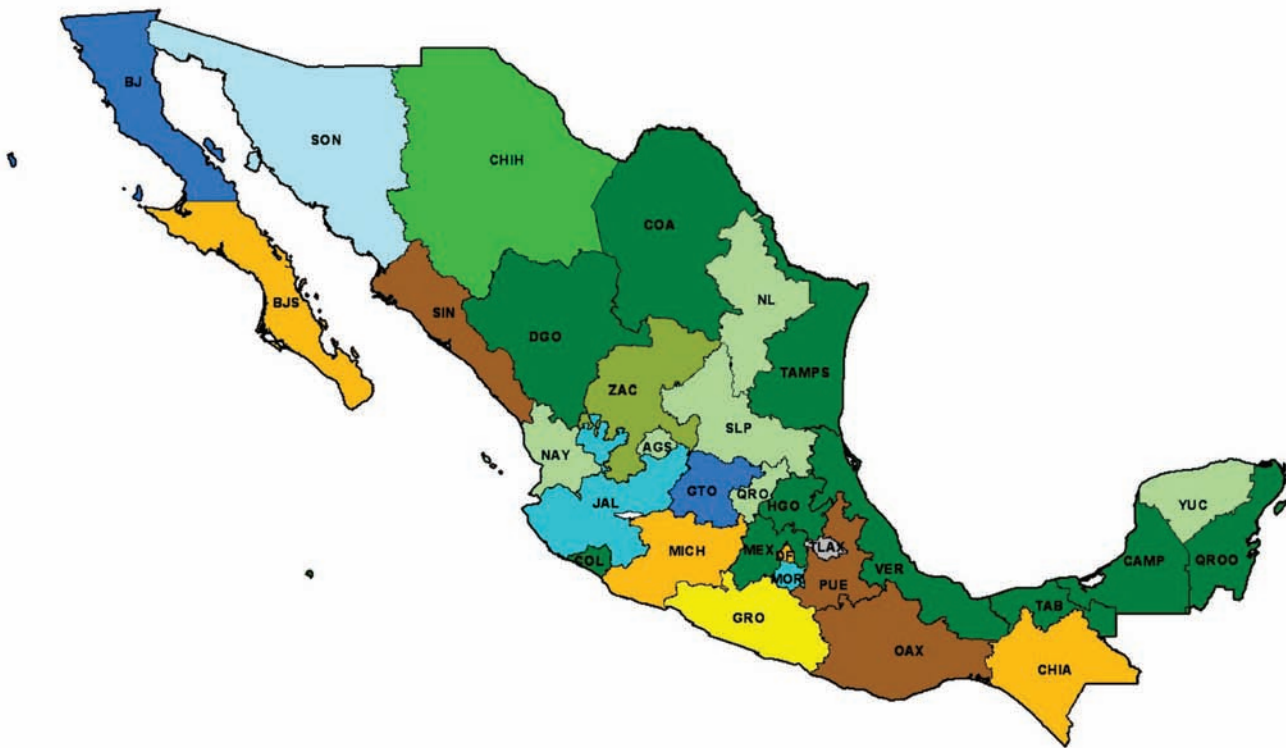 BJ
SON
CHIH
COA
BJS
SIN
NL
DGO
TAMPS
ZAC
SLP
NAY
AGS
JAL
GTO
QRO
HGO
YUC
COL
MICH
MEX
DF
TLAX
MOR
PUE
VER
CAMP
QROO
GRO
TAB
OAX
CHIA